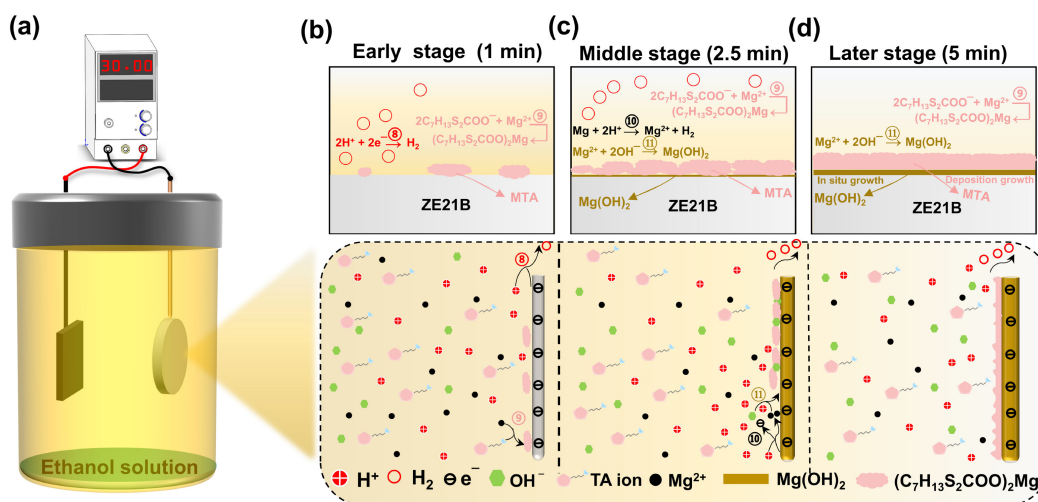 (a)
30.00
Ethanol solution
(b)
Early stage (1 min)
2C₇H₁₃S₂COO⁻+ Mg²⁺ ⑨
(C₇H₁₃S₂COO)₂Mg
2H⁺ + 2e⁻ ⑧ H₂
MTA
ZE21B
(c)
Middle stage (2.5 min)
2C₇H₁₃S₂COO⁻+ Mg²⁺ ⑨
(C₇H₁₃S₂COO)₂Mg
Mg + 2H⁺ ⑩ Mg²⁺ + H₂
Mg²⁺ + 2OH⁻ ⑪ Mg(OH)₂
MTA
Mg(OH)₂
ZE21B
(d)
Later stage (5 min)
2C₇H₁₃S₂COO⁻+ Mg²⁺ ⑨
(C₇H₁₃S₂COO)₂Mg
Mg²⁺ + 2OH⁻ ⑪ Mg(OH)₂
In situ growth
Deposition growth
Mg(OH)₂
MTA
ZE21B
⑧
⑨
⑪
⑩
H⁺ H₂ e⁻ OH⁻ TA ion Mg²⁺ Mg(OH)₂ (C₇H₁₃S₂COO)₂Mg